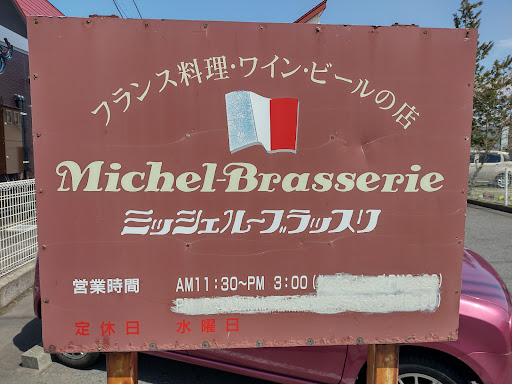 フランス料理・ワイン・ビールの店
Michel-Brasserie
ミッシェル-ブラッスリ
営業時間 AM11:30~PM 3:00(
定休日 水曜日